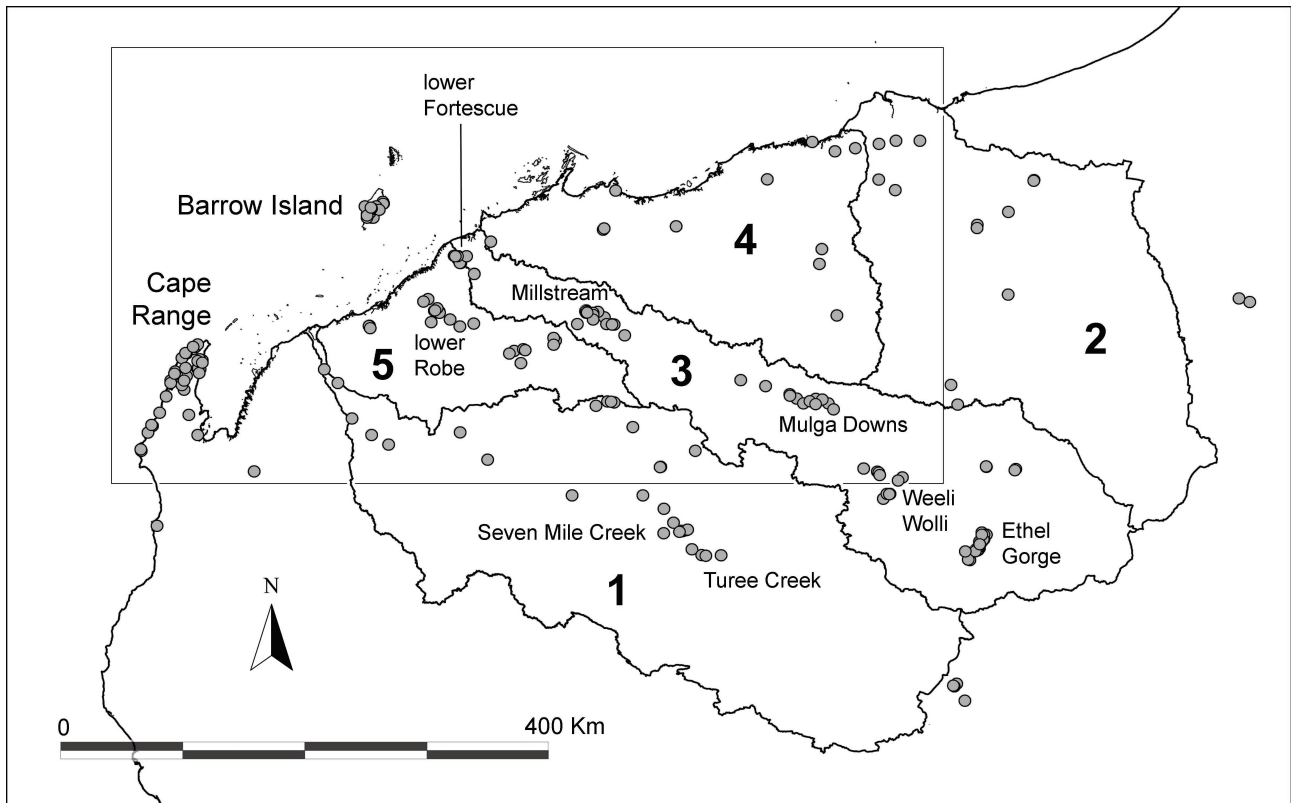 lower
Fortescue
Barrow Island
4
Cape
Range
Millstream
2
5
lower
Robe
3
Mulga Downs
Weeli
Wolli
Seven Mile Creek
Ethel
Gorge
Turee Creek
1
N
0
400 Km